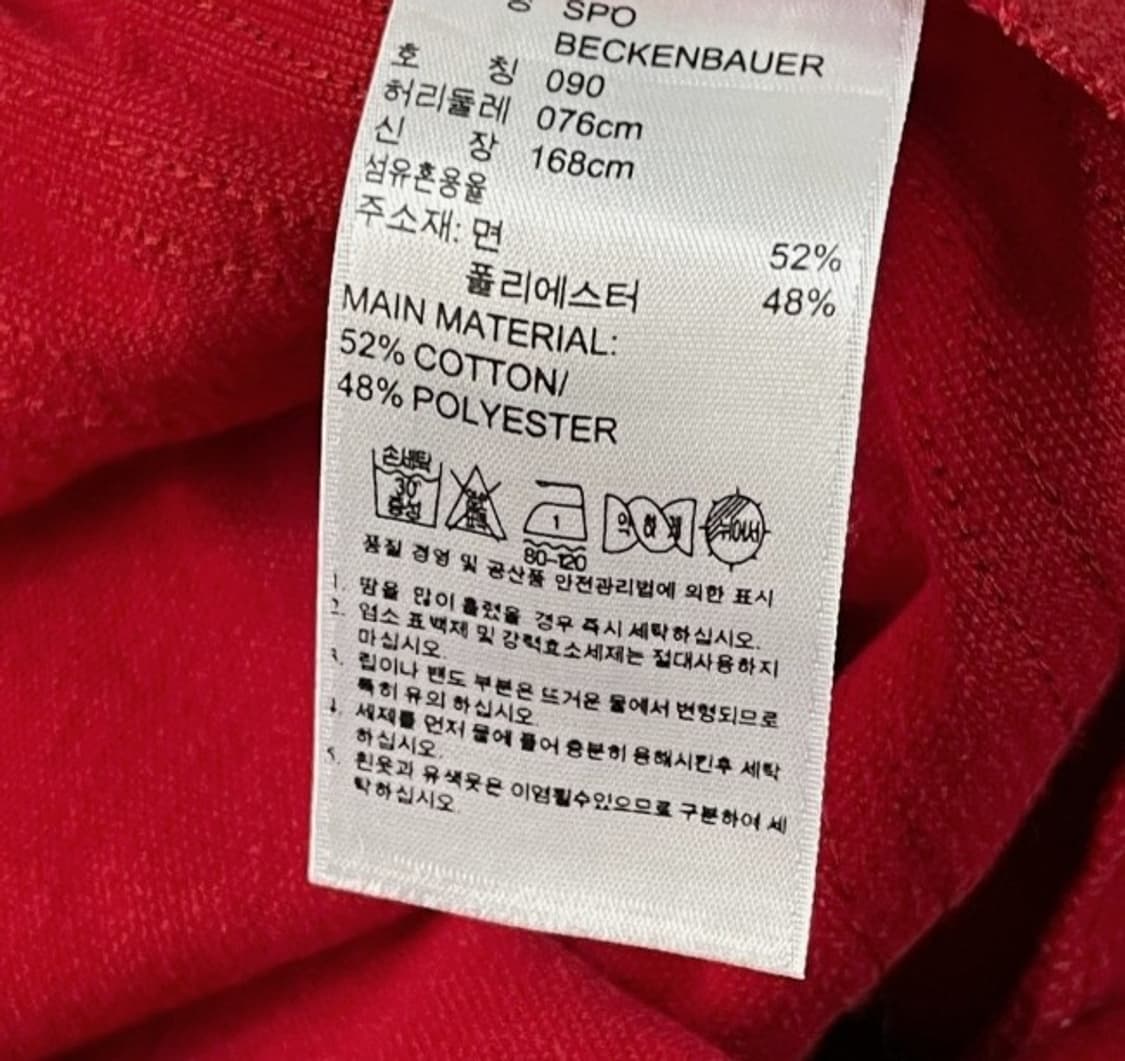 SPO
BECKENBAUER
호 칭 090
허리둘레 076cm
신 장 168cm
섬유혼용율
주소재: 면 52%
폴리에스터 48%
MAIN MATERIAL:
52% COTTON/
48% POLYESTER
손세탁
30°
중성
1
80-120
약하게
뉘어서
품질 경영 및 공산품 안전관리법에 의한 표시
1. 땀을 많이 흘렸을 경우 즉시 세탁하십시오.
2. 염소 표백제 및 강력효소세제는 절대사용하지
마십시오.
3. 립이나 밴드 부분은 뜨거운 물에서 변형되므로
특히 유의 하십시오.
4. 세제를 먼저 물에 풀어 충분히 용해시킨후 세탁
하십시오.
5. 흰옷과 유색옷은 이염될수있으므로 구분하여 세
탁하십시오.